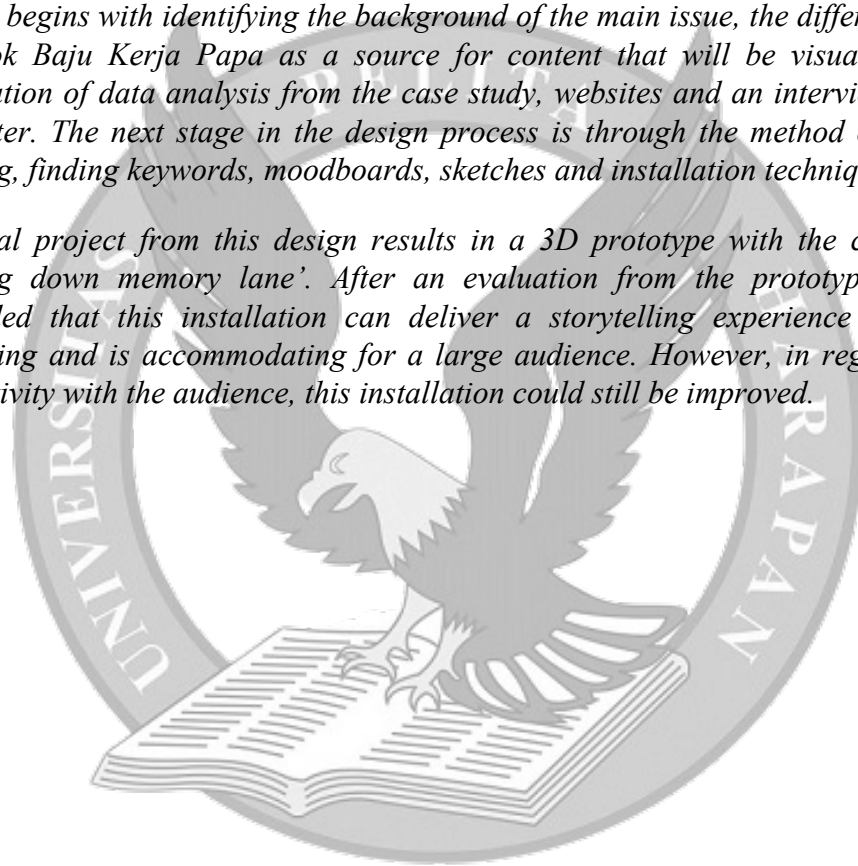 begins with identifying the background of the main issue, the differ
ok Baju Kerja Papa as a source for content that will be visua
ation of data analysis from the case study, websites and an intervi
ter. The next stage in the design process is through the method
g, finding keywords, moodboards, sketches and installation techniq
al project from this design results in a 3D prototype with the c
g down memory lane’. After an evaluation from the prototyp
ed that this installation can deliver a storytelling experience
ing and is accommodating for a large audience. However, in reg
tivity with the audience, this installation could still be improved.
UNIVERSITAS PELITA HARAPAN